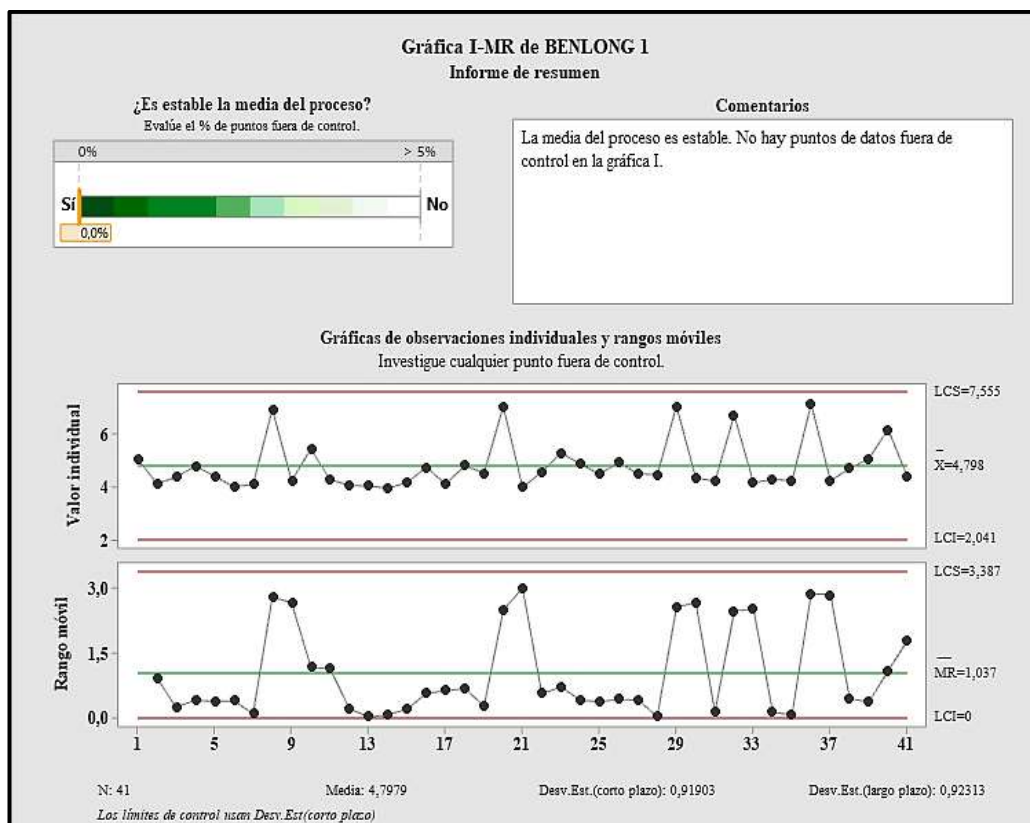 Gráfica I-MR de BENLONG 1
Informe de resumen
¿Es estable la media del proceso?
Evalúe el % de puntos fuera de control.
0%
> 5%
Sí
No
0,0%
Comentarios
La media del proceso es estable. No hay puntos de datos fuera de
control en la gráfica I.
Gráficas de observaciones individuales y rangos móviles
Investigue cualquier punto fuera de control.
Valor individual
6
4
2
LCS=7,555
X=4,798
LCI=2,041
Rango móvil
3,0
1,5
0,0
LCS=3,387
MR=1,037
LCI=0
1 5 9 13 17 21 25 29 33 37 41
N: 41 Media: 4,7979 Desv.Est.(corto plazo): 0,91903 Desv.Est.(largo plazo): 0,92313
Los límites de control usan Desv.Est(corto plazo)